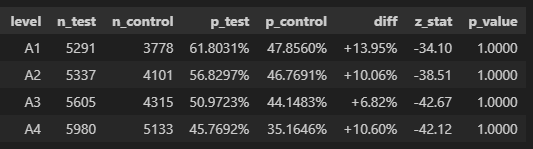 level n_test n_control p_test p_control diff z_stat p_value
A1 5291 3778 61.8031% 47.8560% +13.95% -34.10 1.0000
A2 5337 4101 56.8297% 46.7691% +10.06% -38.51 1.0000
A3 5605 4315 50.9723% 44.1483% +6.82% -42.67 1.0000
A4 5980 5133 45.7692% 35.1646% +10.60% -42.12 1.0000